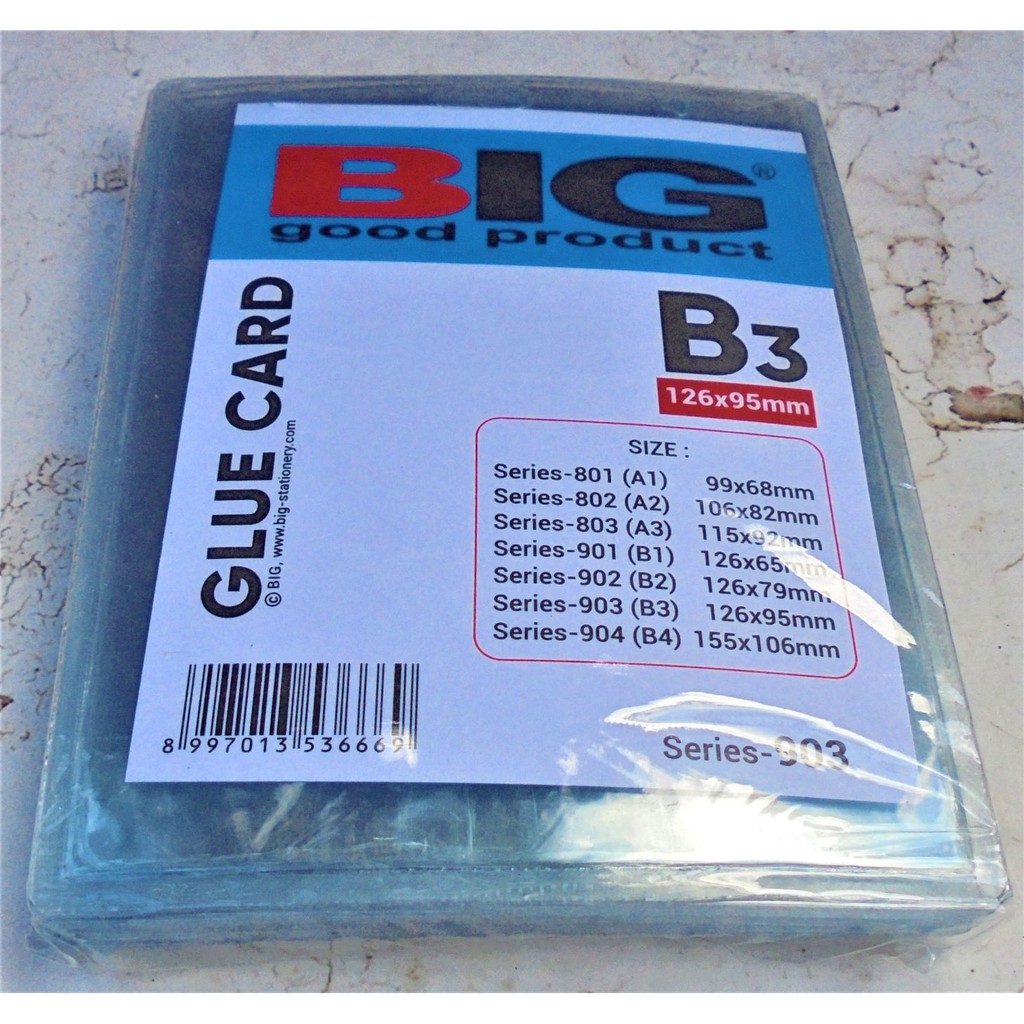 BIG®
good product
GLUE CARD
© BIG, www.big-stationery.com
B3
126x95mm
SIZE :
Series-801 (A1) 99x68mm
Series-802 (A2) 106x82mm
Series-803 (A3) 115x92mm
Series-901 (B1) 126x65mm
Series-902 (B2) 126x79mm
Series-903 (B3) 126x95mm
Series-904 (B4) 155x106mm
8 997013 536669
Series-903